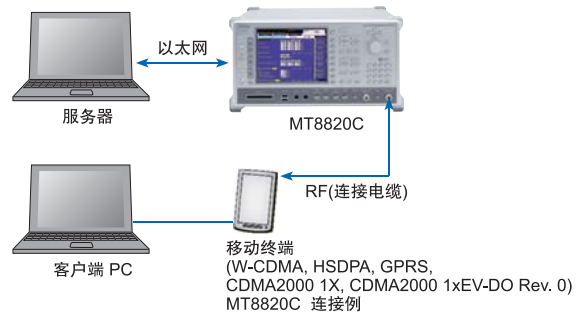 以太网
服务器
MT8820C
RF(连接电缆)
客户端 PC
移动终端
(W-CDMA, HSDPA, GPRS,
CDMA2000 1X, CDMA2000 1xEV-DO Rev. 0)
MT8820C 连接例